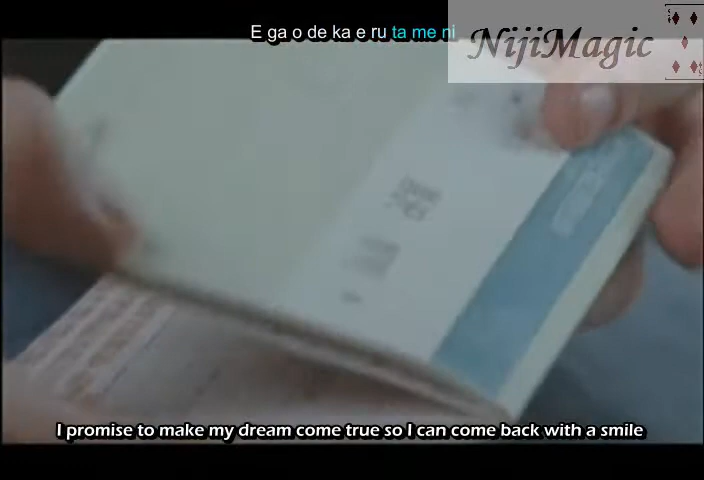 E ga o de ka e ru ta me ni
NijiMagic
I promise to make my dream come true so I can come back with a smile